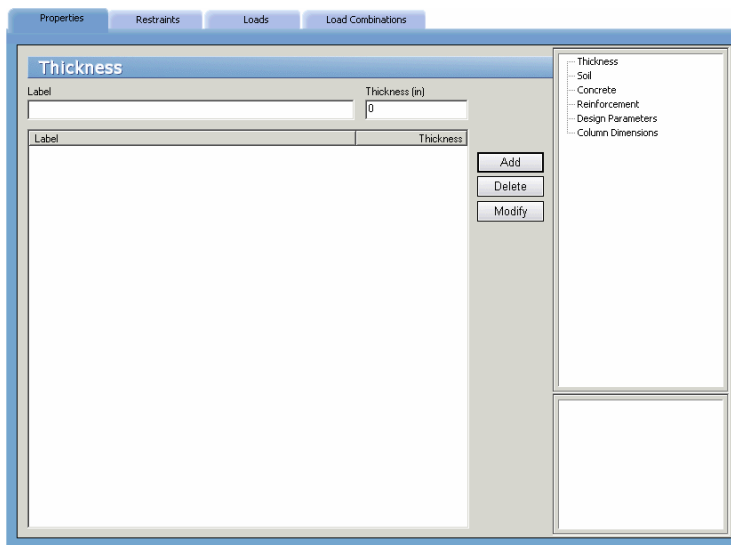 Properties Restraints Loads Load Combinations
Thickness
Label Thickness (in)
0
Label Thickness
Add
Delete
Modify
Thickness
Soil
Concrete
Reinforcement
Design Parameters
Column Dimensions